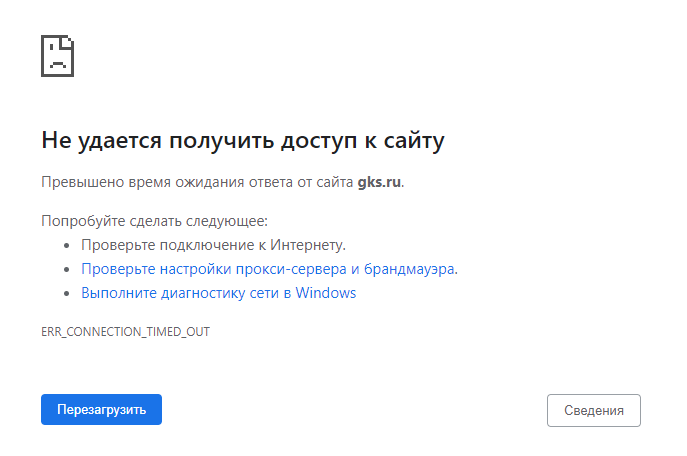 Не удается получить доступ к сайту
Превышено время ожидания ответа от сайта gks.ru.
Попробуйте сделать следующее:
• Проверьте подключение к Интернету.
• Проверьте настройки прокси-сервера и брандмауэра.
• Выполните диагностику сети в Windows
ERR_CONNECTION_TIMED_OUT
Перезагрузить
Сведения